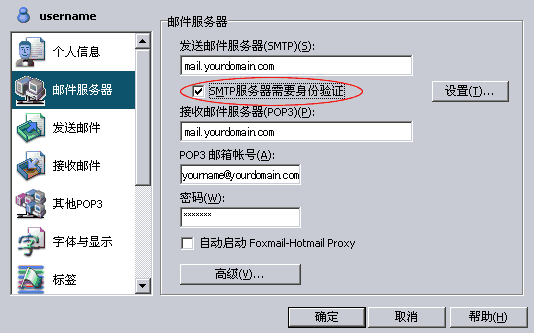 username
个人信息
邮件服务器
发送邮件
接收邮件
其他POP3
字体与显示
标签
邮件服务器
发送邮件服务器(SMTP)(S):
mail.yourdomain.com
SMTP服务器需要身份验证
设置(T)...
接收邮件服务器(POP3)(P):
mail.yourdomain.com
POP3 邮箱帐号(A):
yourname@yourdomain.com
密码(W):
*******
自动启动 Foxmail-Hotmail Proxy
高级(V)...
确定
取消
帮助(H)